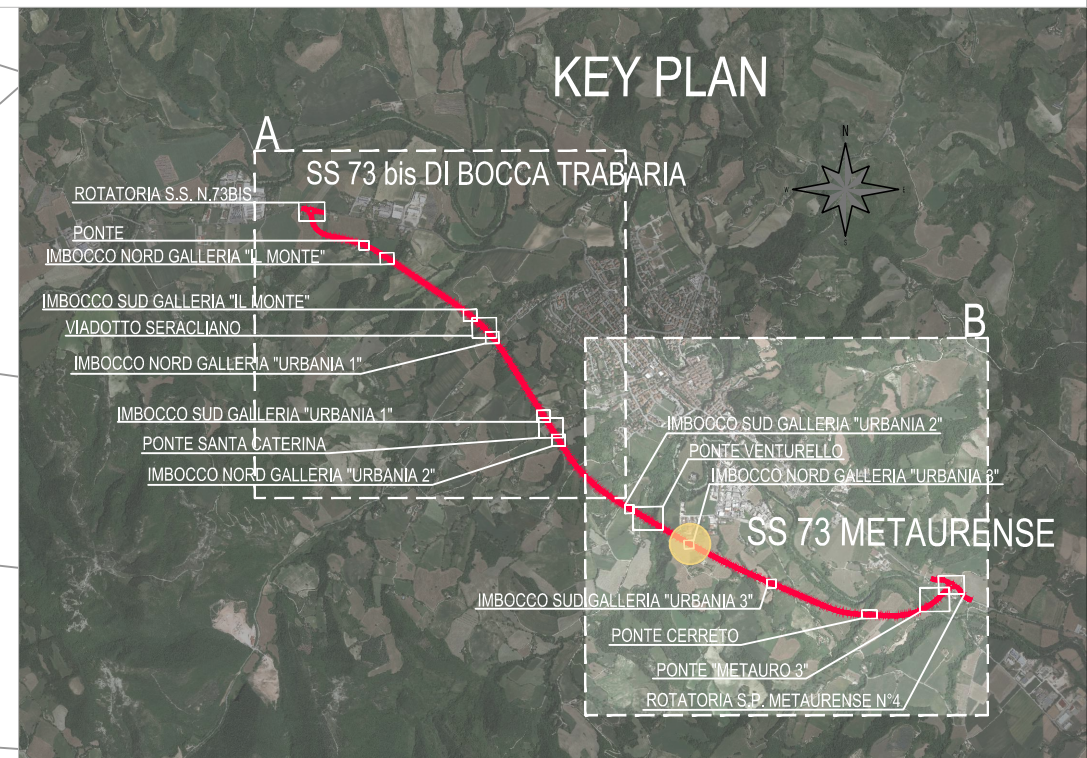 KEY PLAN
A
N
SS 73 bis DI BOCCA TRABARIA
ROTATORIA S.S. N.73BIS
PONTE
IMBOCCO NORD GALLERIA "IL MONTE"
IMBOCCO SUD GALLERIA "IL MONTE"
VIADOTTO SERACLIANO
IMBOCCO NORD GALLERIA "URBANIA 1"
IMBOCCO SUD GALLERIA "URBANIA 1"
PONTE SANTA CATERINA
IMBOCCO NORD GALLERIA "URBANIA 2"
B
IMBOCCO SUD GALLERIA "URBANIA 2"
PONTE VENTURELLO
IMBOCCO NORD GALLERIA "URBANIA 3"
SS 73 METAURENSE
IMBOCCO SUD GALLERIA "URBANIA 3"
PONTE CERRETO
PONTE "METAURO 3"
ROTATORIA S.P. METAURENSE N°4